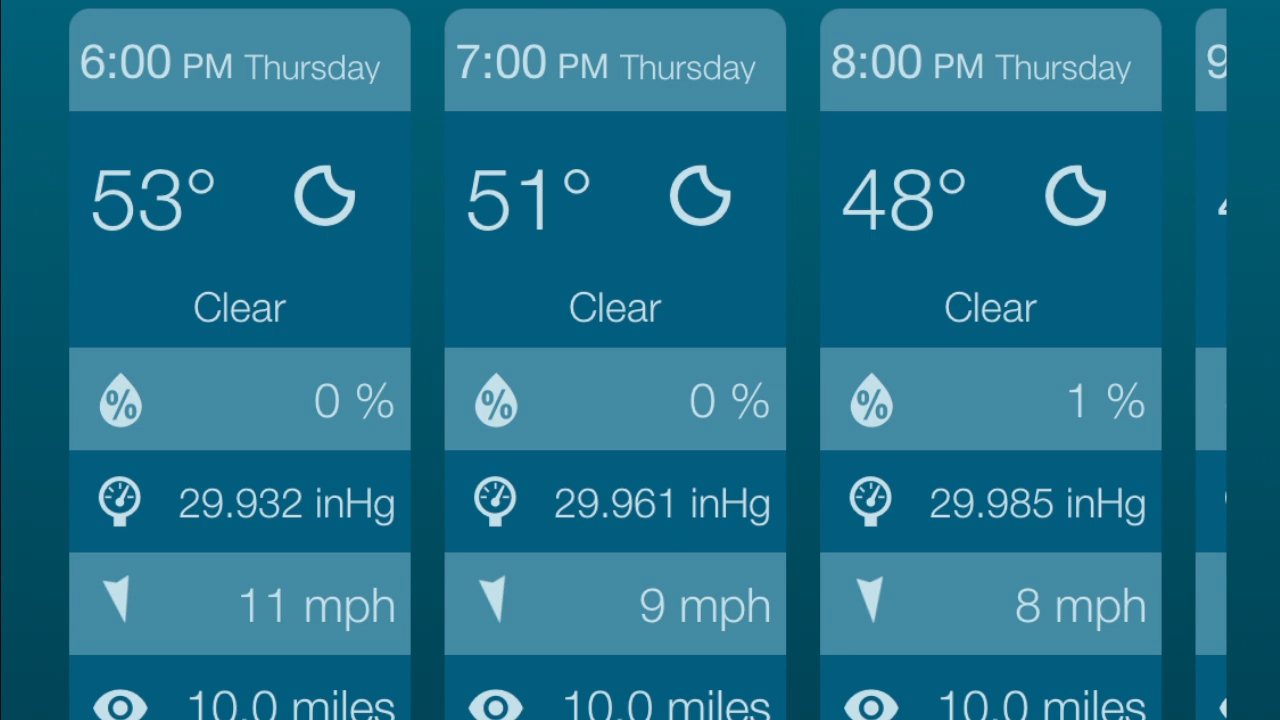 6:00 PM Thursday
53°
Clear
% 0 %
29.932 inHg
11 mph
10.0 miles
7:00 PM Thursday
51°
Clear
% 0 %
29.961 inHg
9 mph
10.0 miles
8:00 PM Thursday
48°
Clear
% 1 %
29.985 inHg
8 mph
10.0 miles
9